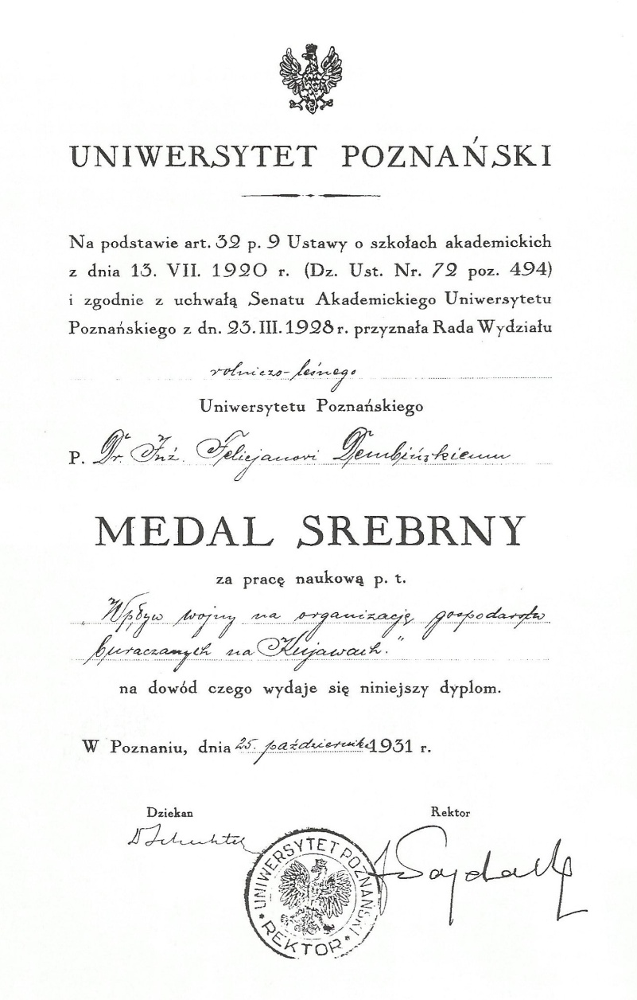 UNIWERSYTET POZNAŃSKI
Na podstawie art. 32 p. 9 Ustawy o szkołach akademickich
z dnia 13. VII. 1920 r. (Dz. Ust. Nr. 72 poz. 494)
i zgodnie z uchwałą Senatu Akademickiego Uniwersytetu
Poznańskiego z dn. 23. III. 1928 r. przyznała Rada Wydziału
rolniczo-leśnego
Uniwersytetu Poznańskiego
P. Dr. Inż. Felicjanowi Dembińskiemu
MEDAL SREBRNY
za pracę naukową p. t.
„Wpływ wojny na organizację gospodarstw
buraczanych na Kujawach."
na dowód czego wydaje się niniejszy dyplom.
W Poznaniu, dnia 25. października 1931 r.
Dziekan Rektor
Sajdak
UNIWERSYTET POZNAŃSKI
* REKTOR *